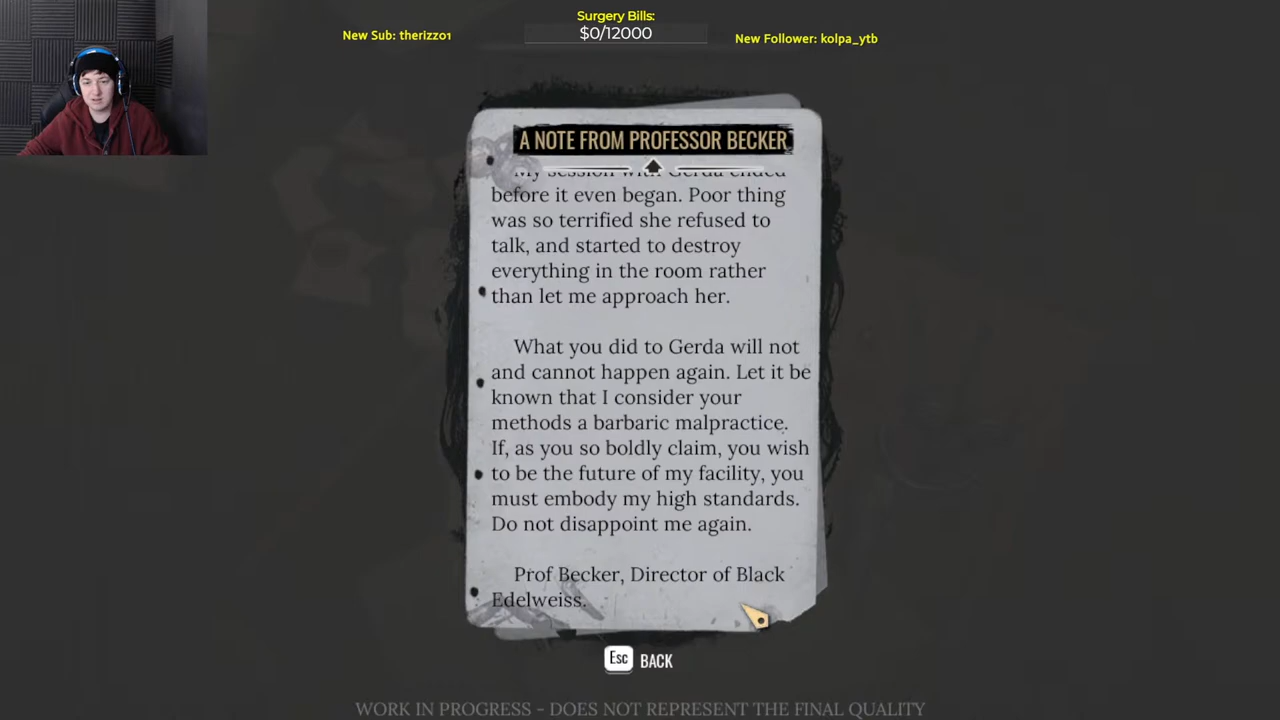 Surgery Bills:
$0/12000
New Sub: therizzo1
New Follower: kolpa_ytb
A NOTE FROM PROFESSOR BECKER
My session with Gerda ended
before it even began. Poor thing
was so terrified she refused to
talk, and started to destroy
everything in the room rather
than let me approach her.
What you did to Gerda will not
and cannot happen again. Let it be
known that I consider your
methods a barbaric malpractice.
If, as you so boldly claim, you wish
to be the future of my facility, you
must embody my high standards.
Do not disappoint me again.
Prof Becker, Director of Black
Edelweiss.
Esc BACK
WORK IN PROGRESS - DOES NOT REPRESENT THE FINAL QUALITY